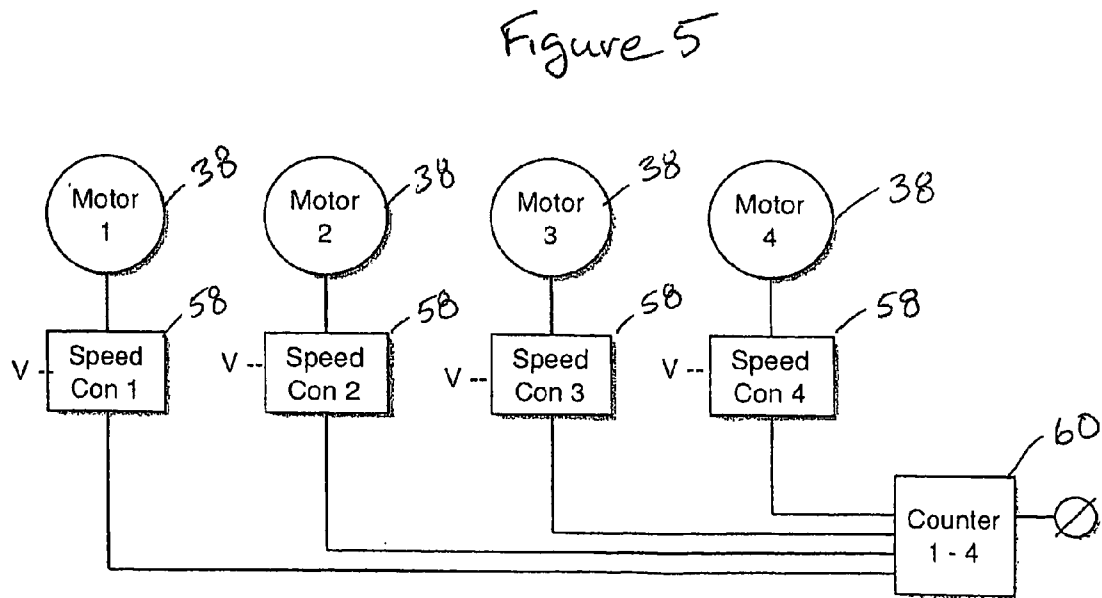 Figure 5
Motor
1
38
Motor
2
38
Motor
3
38
Motor
4
38
V
Speed
Con 1
58
V
Speed
Con 2
58
V
Speed
Con 3
58
V
Speed
Con 4
58
Counter
1 - 4
60